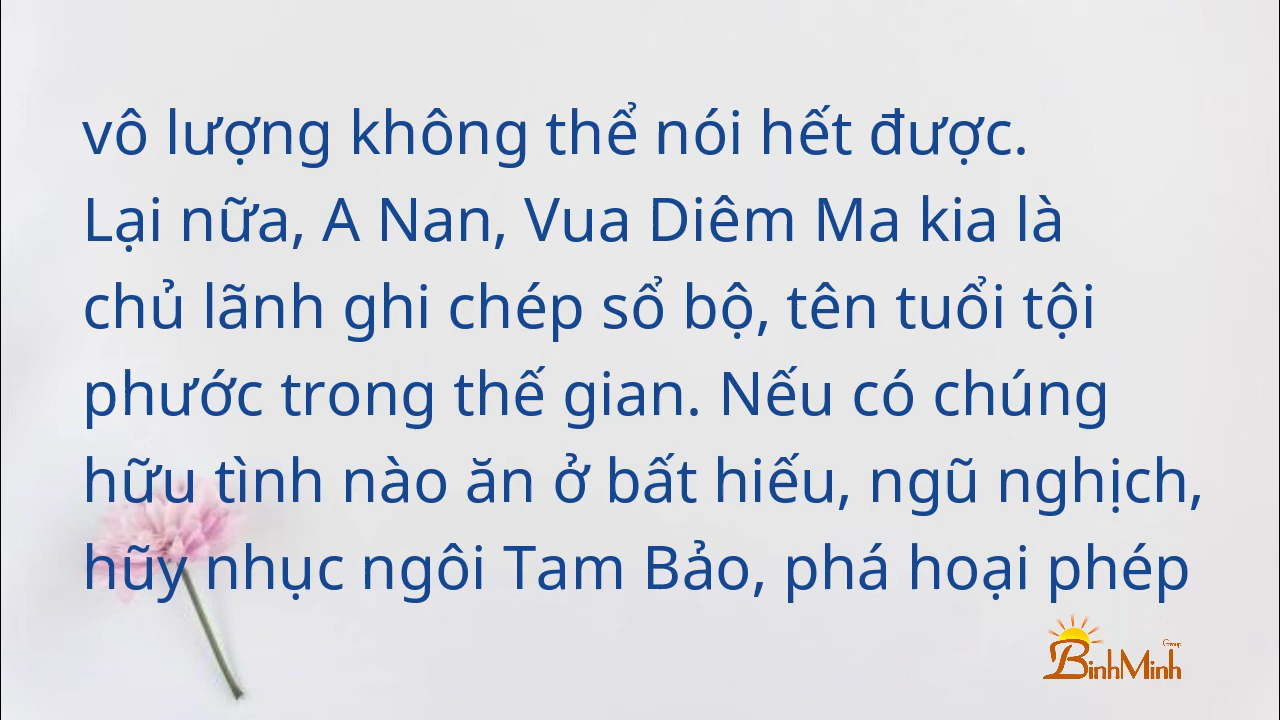 vô lượng không thể nói hết được.
Lại nữa, A Nan, Vua Diêm Ma kia là
chủ lãnh ghi chép sổ bộ, tên tuổi tội
phước trong thế gian. Nếu có chúng
hữu tình nào ăn ở bất hiếu, ngũ nghịch,
hũy nhục ngôi Tam Bảo, phá hoại phép
Group
BinhMinh